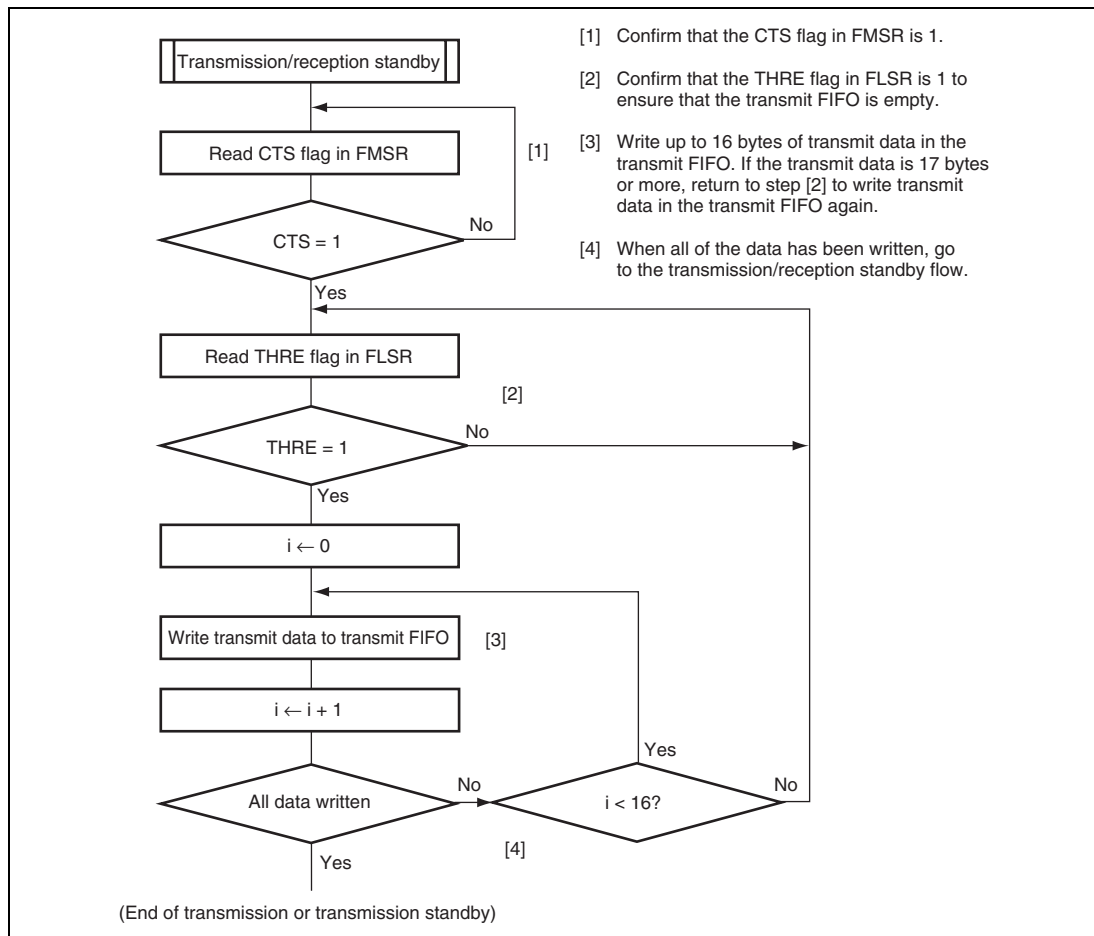 Transmission/reception standby
Read CTS flag in FMSR
[1]
CTS = 1
No
Yes
Read THRE flag in FLSR
[2]
THRE = 1
No
Yes
i ← 0
Write transmit data to transmit FIFO
[3]
i ← i + 1
All data written
No
i < 16?
Yes
No
[4]
Yes
(End of transmission or transmission standby)
[1] Confirm that the CTS flag in FMSR is 1.
[2] Confirm that the THRE flag in FLSR is 1 to
ensure that the transmit FIFO is empty.
[3] Write up to 16 bytes of transmit data in the
transmit FIFO. If the transmit data is 17 bytes
or more, return to step [2] to write transmit
data in the transmit FIFO again.
[4] When all of the data has been written, go
to the transmission/reception standby flow.